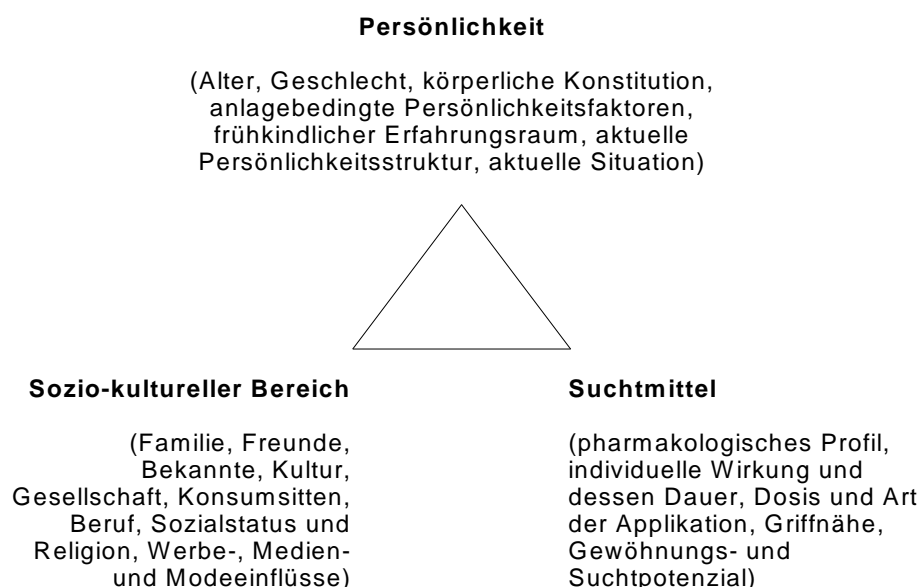 Persönlichkeit
(Alter, Geschlecht, körperliche Konstitution,
anlagebedingte Persönlichkeitsfaktoren,
frühkindlicher Erfahrungsraum, aktuelle
Persönlichkeitsstruktur, aktuelle Situation)
Sozio-kultureller Bereich
(Familie, Freunde,
Bekannte, Kultur,
Gesellschaft, Konsumsitten,
Beruf, Sozialstatus und
Religion, Werbe-, Medien-
und Modeeinflüsse)
Suchtmittel
(pharmakologisches Profil,
individuelle Wirkung und
dessen Dauer, Dosis und Art
der Applikation, Griffnähe,
Gewöhnungs- und
Suchtpotenzial)